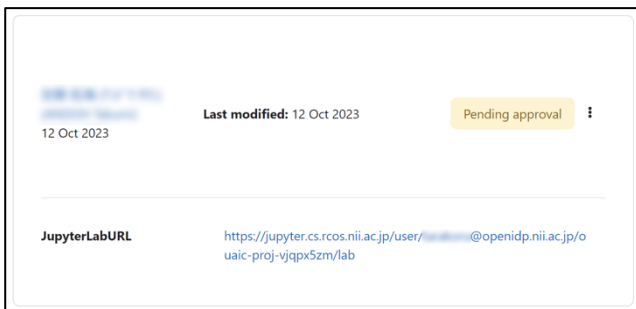 12 Oct 2023
Last modified: 12 Oct 2023
Pending approval
JupyterLabURL
https://jupyter.cs.rcos.nii.ac.jp/user/
@openidp.nii.ac.jp/o
uaic-proj-vjqpx5zm/lab